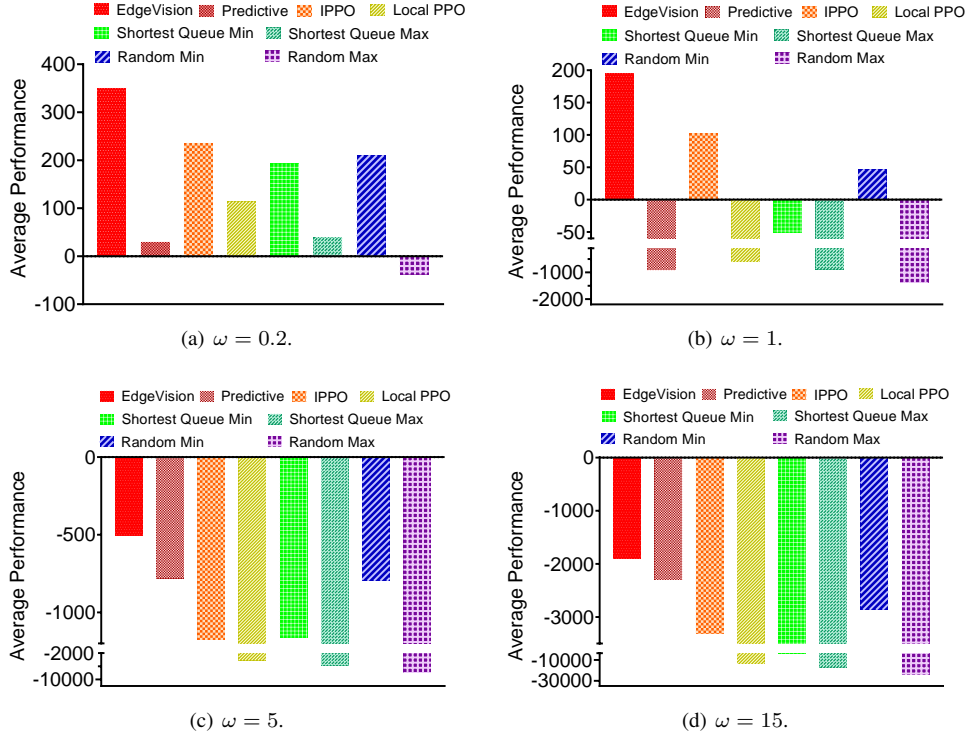 EdgeVision Predictive IPPO Local PPO
Shortest Queue Min Shortest Queue Max
Random Min Random Max
Average Performance
400
300
200
100
0
-100
(a) ω = 0.2.
EdgeVision Predictive IPPO Local PPO
Shortest Queue Min Shortest Queue Max
Random Min Random Max
Average Performance
200
150
100
50
0
-50
-1000
-2000
(b) ω = 1.
EdgeVision Predictive IPPO Local PPO
Shortest Queue Min Shortest Queue Max
Random Min Random Max
Average Performance
0
-500
-1000
-2000
-10000
(c) ω = 5.
EdgeVision Predictive IPPO Local PPO
Shortest Queue Min Shortest Queue Max
Random Min Random Max
Average Performance
0
-1000
-2000
-3000
-10000
-30000
(d) ω = 15.